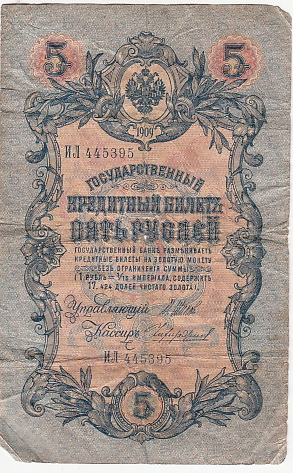 5 5
1909
ИЛ 445395
ГОСУДАРСТВЕННЫЙ
КРЕДИТНЫЙ БИЛЕТЪ
ПЯТЬ РУБЛЕЙ
ГОСУДАРСТВЕННЫЙ БАНКЪ РАЗМѢНИВАЕТЪ
КРЕДИТНЫЕ БИЛЕТЫ НА ЗОЛОТУЮ МОНЕТУ
БЕЗЪ ОГРАНИЧЕНІЯ СУММЫ
(1 РУБЛЬ = 1/15 ИМПЕРІАЛА, СОДЕРЖИТЪ
17,424 ДОЛЕЙ ЧИСТАГО ЗОЛОТА).
Управляющій
Кассиръ
ИЛ 445395
5